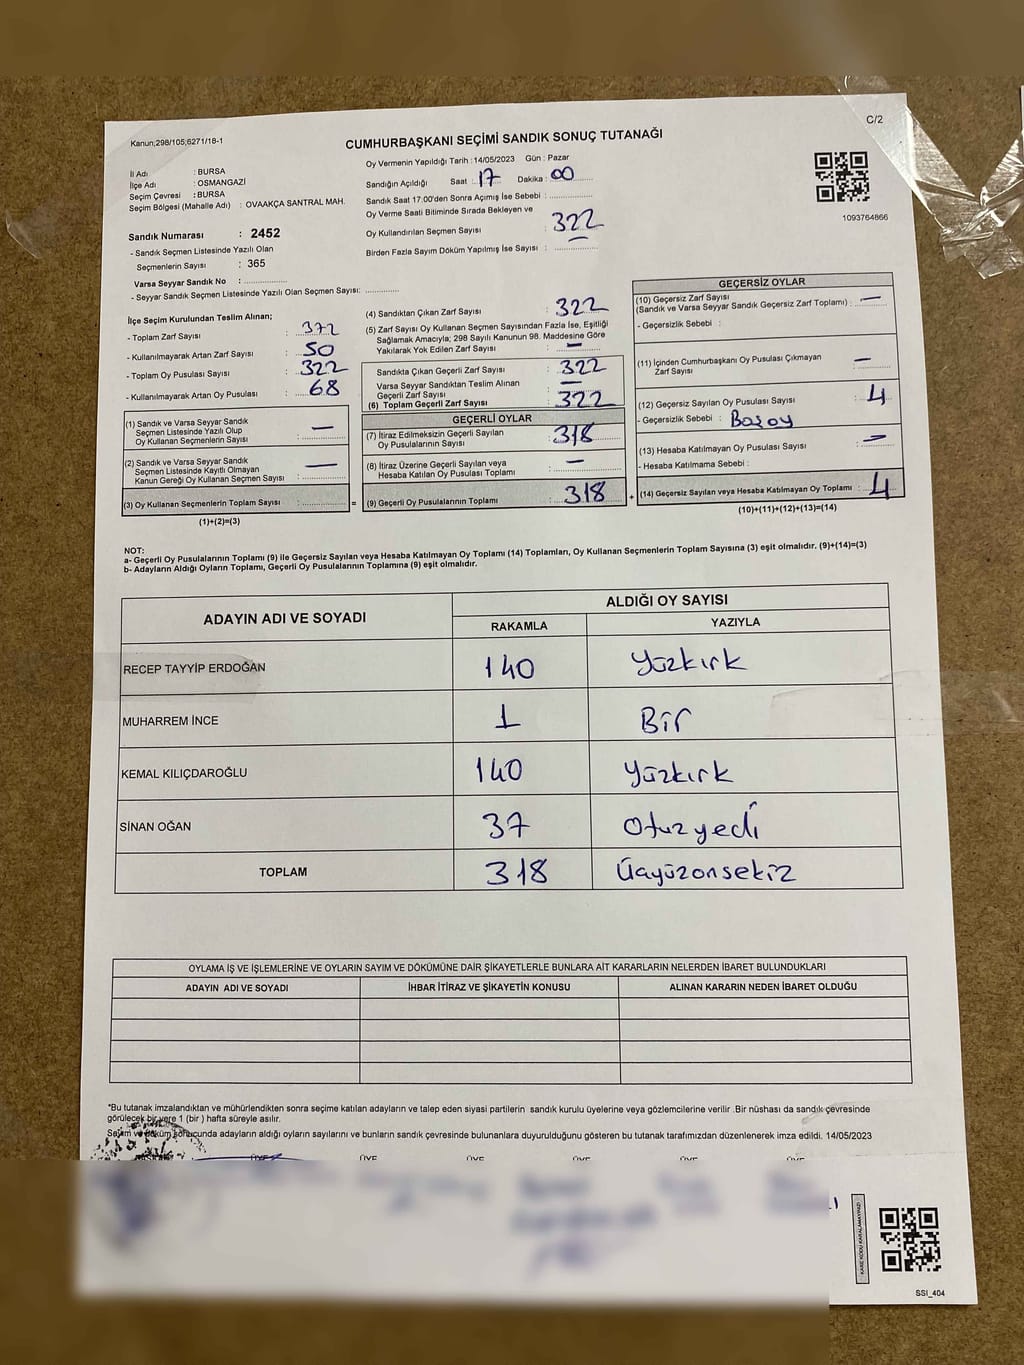 C/2
Kanun;298/105;6271/18-1
CUMHURBAŞKANI SEÇİMİ SANDIK SONUÇ TUTANAĞI
İl Adı : BURSA
İlçe Adı : OSMANGAZİ
Seçim Çevresi : BURSA
Seçim Bölgesi (Mahalle Adı) : OVAAKÇA SANTRAL MAH.
Sandık Numarası : 2452
- Sandık Seçmen Listesinde Yazılı Olan
Seçmenlerin Sayısı : 365
Varsa Seyyar Sandık No : ..............
- Seyyar Sandık Seçmen Listesinde Yazılı Olan Seçmen Sayısı: ............
Oy Vermenin Yapıldığı Tarih : 14/05/2023 Gün : Pazar
Sandığın Açıldığı Saat : 17 Dakika : 00
Sandık Saat 17.00'den Sonra Açımış İse Sebebi : ..............
Oy Verme Saati Bitiminde Sırada Bekleyen ve
Oy Kullandırılan Seçmen Sayısı : 322
Birden Fazla Sayım Döküm Yapılmış İse Sayısı : ..............
1093764866
İlçe Seçim Kurulundan Teslim Alınan;
- Toplam Zarf Sayısı : 372
- Kullanılmayarak Artan Zarf Sayısı : 50
- Toplam Oy Pusulası Sayısı : 322
- Kullanılmayarak Artan Oy Pusulası : 68
(1) Sandık ve Varsa Seyyar Sandık
Seçmen Listesinde Yazılı Olup
Oy Kullanan Seçmenlerin Sayısı : —
(2) Sandık ve Varsa Seyyar Sandık
Seçmen Listesinde Kayıtlı Olmayan
Kanun Gereği Oy Kullanan Seçmen Sayısı : —
(3) Oy Kullanan Seçmenlerin Toplam Sayısı : ..............
(1)+(2)=(3)
=
(4) Sandıktan Çıkan Zarf Sayısı : 322
(5) Zarf Sayısı Oy Kullanan Seçmen Sayısından Fazla İse, Eşitliği
Sağlamak Amacıyla; 298 Sayılı Kanunun 98. Maddesine Göre
Yakılarak Yok Edilen Zarf Sayısı : —
Sandıkta Çıkan Geçerli Zarf Sayısı : 322
Varsa Seyyar Sandıktan Teslim Alınan
Geçerli Zarf Sayısı : —
(6) Toplam Geçerli Zarf Sayısı : 322
GEÇERLİ OYLAR
(7) İtiraz Edilmeksizin Geçerli Sayılan
Oy Pusulalarının Sayısı : 318
(8) İtiraz Üzerine Geçerli Sayılan veya
Hesaba Katılan Oy Pusulası Toplamı : —
(9) Geçerli Oy Pusulalarının Toplamı : 318
+
GEÇERSİZ OYLAR
(10) Geçersiz Zarf Sayısı
(Sandık ve Varsa Seyyar Sandık Geçersiz Zarf Toplamı) : —
- Geçersizlik Sebebi :
(11) İçinden Cumhurbaşkanı Oy Pusulası Çıkmayan
Zarf Sayısı : —
(12) Geçersiz Sayılan Oy Pusulası Sayısı : 4
- Geçersizlik Sebebi : Boş oy
(13) Hesaba Katılmayan Oy Pusulası Sayısı : —
- Hesaba Katılmama Sebebi :
(14) Geçersiz Sayılan veya Hesaba Katılmayan Oy Toplamı : 4
(10)+(11)+(12)+(13)=(14)
NOT:
a- Geçerli Oy Pusulalarının Toplamı (9) ile Geçersiz Sayılan veya Hesaba Katılmayan Oy Toplamı (14) Toplamları, Oy Kullanan Seçmenlerin Toplam Sayısına (3) eşit olmalıdır. (9)+(14)=(3)
b- Adayların Aldığı Oyların Toplamı, Geçerli Oy Pusulalarının Toplamına (9) eşit olmalıdır.
ADAYIN ADI VE SOYADI ALDIĞI OY SAYISI
RAKAMLA YAZIYLA
RECEP TAYYİP ERDOĞAN 140 Yüzkırk
MUHARREM İNCE 1 Bir
KEMAL KILIÇDAROĞLU 140 Yüzkırk
SİNAN OĞAN 37 Otuzyedi
TOPLAM 318 Üçyüzonsekiz
OYLAMA İŞ VE İŞLEMLERİNE VE OYLARIN SAYIM VE DÖKÜMÜNE DAİR ŞİKAYETLERLE BUNLARA AİT KARARLARIN NELERDEN İBARET BULUNDUKLARI
ADAYIN ADI VE SOYADI İHBAR İTİRAZ VE ŞİKAYETİN KONUSU ALINAN KARARIN NEDEN İBARET OLDUĞU
*Bu tutanak imzalandıktan ve mühürlendikten sonra seçime katılan adayların ve talep eden siyasi partilerin sandık kurulu üyelerine veya gözlemcilerine verilir .Bir nüshası da sandık çevresinde
görülecek bir yere 1 (bir ) hafta süreyle asılır.
Sayım ve döküm sonucunda adayların aldığı oyların sayılarını ve bunların sandık çevresinde bulunanlara duyurulduğunu gösteren bu tutanak tarafımızdan düzenlenerek imza edildi. 14/05/2023
ÜYE ÜYE ÜYE ÜYE ÜYE
KARE KODU KARALAMAYINIZ!
SSI_404